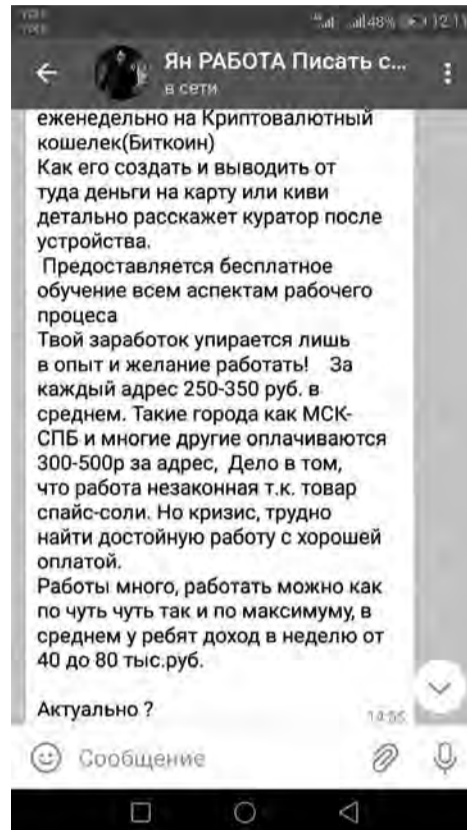 48% 12:11
Ян РАБОТА Писать с...
в сети
еженедельно на Криптовалютный
кошелек(Биткоин)
Как его создать и выводить от
туда деньги на карту или киви
детально расскажет куратор после
устройства.
Предоставляется бесплатное
обучение всем аспектам рабочего
процеса
Твой заработок упирается лишь
в опыт и желание работать! За
каждый адрес 250-350 руб. в
среднем. Такие города как МСК-
СПБ и многие другие оплачиваются
300-500р за адрес, Дело в том,
что работа незаконная т.к. товар
спайс-соли. Но кризис, трудно
найти достойную работу с хорошей
оплатой.
Работы много, работать можно как
по чуть чуть так и по максимуму, в
среднем у ребят доход в неделю от
40 до 80 тыс.руб.
Актуально ?
Сообщение